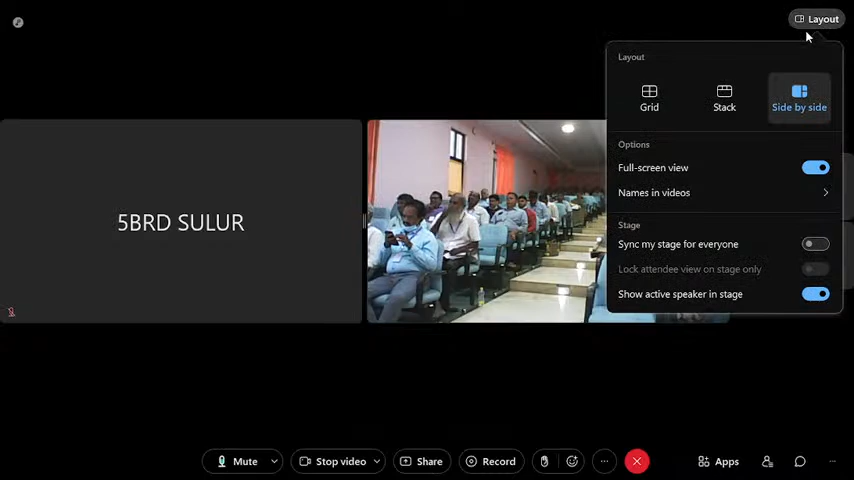 Layout
Layout
Grid
Stack
Side by side
Options
Full-screen view
Names in videos
Stage
Sync my stage for everyone
Lock attendee view on stage only
Show active speaker in stage
5BRD SULUR
Mute
Stop video
Share
Record
Apps